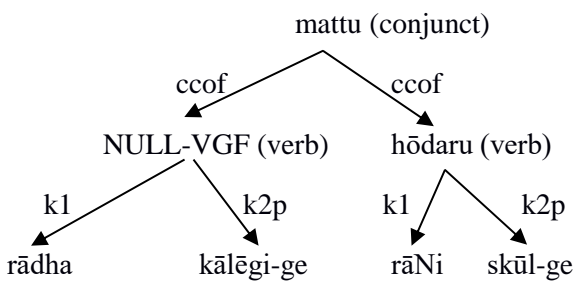 mattu (conjunct)
ccof ccof
NULL-VGF (verb) hōdaru (verb)
k1 k2p k1 k2p
rādha kālēgi-ge rāNi skūl-ge